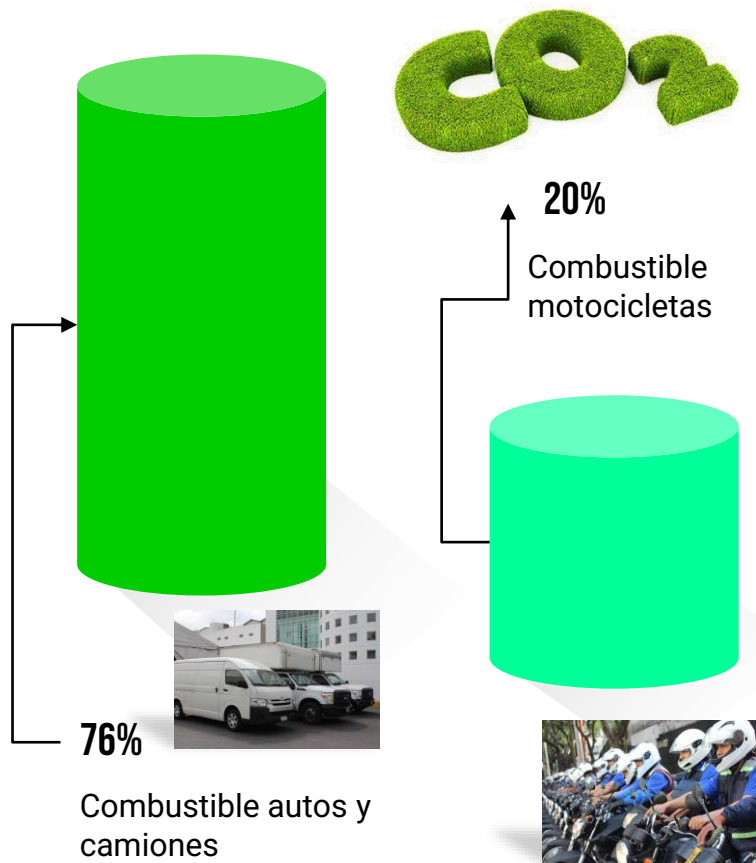 CO2
20%
Combustible
motocicletas
76%
Combustible autos y
camiones